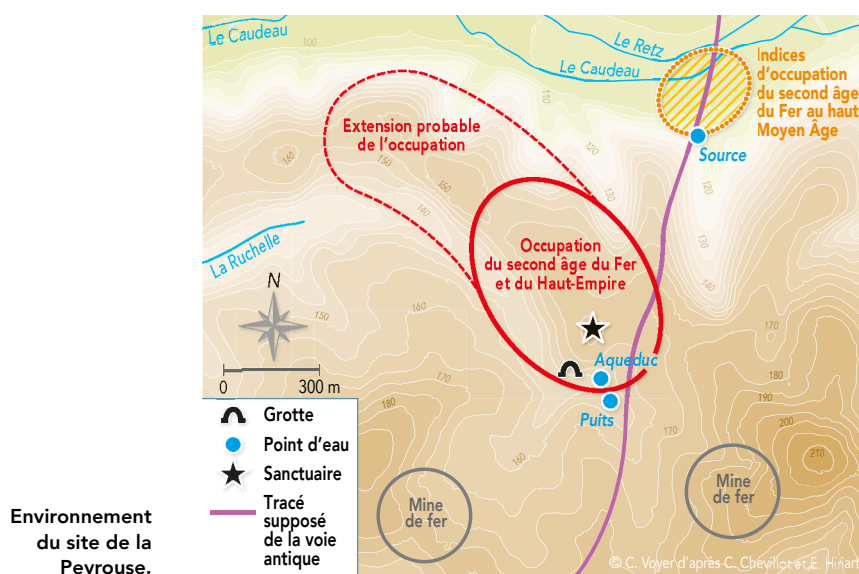 Le Caudeau
100
Le Retz
Le Caudeau
Indices
d'occupation
du second âge
du Fer au haut
Moyen Âge
110
Extension probable
de l'occupation
120
Source
160
150
150
140
120
130
La Ruchelle
Occupation
du second âge du Fer
et du Haut-Empire
130
140
N
160
150
170
0
300 m
Aqueduc
170
180
180
190
Puits
170
200
160
210
Grotte
Point d'eau
Sanctuaire
Tracé
supposé
de la voie
antique
Mine
de fer
Mine
de fer
Environnement
du site de la
Peyrouse.
© C. Voyer d'après C. Chevillot et E. Hiriart